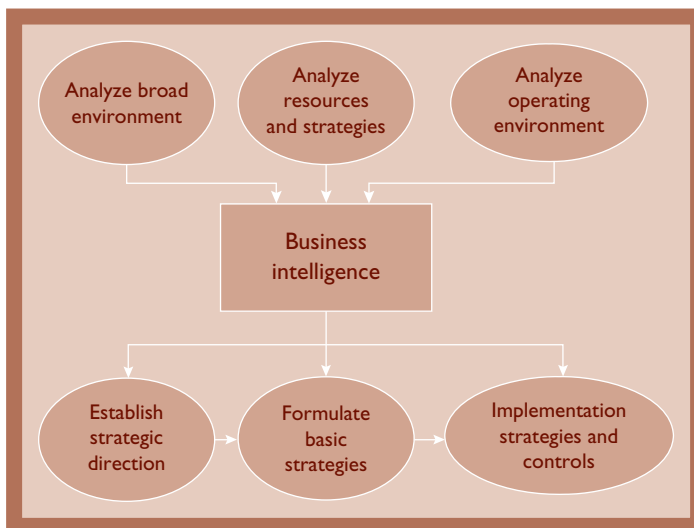 Analyze broad
environment
Analyze
resources
and strategies
Analyze
operating
environment
Business
intelligence
Establish
strategic
direction
Formulate
basic
strategies
Implementation
strategies and
controls